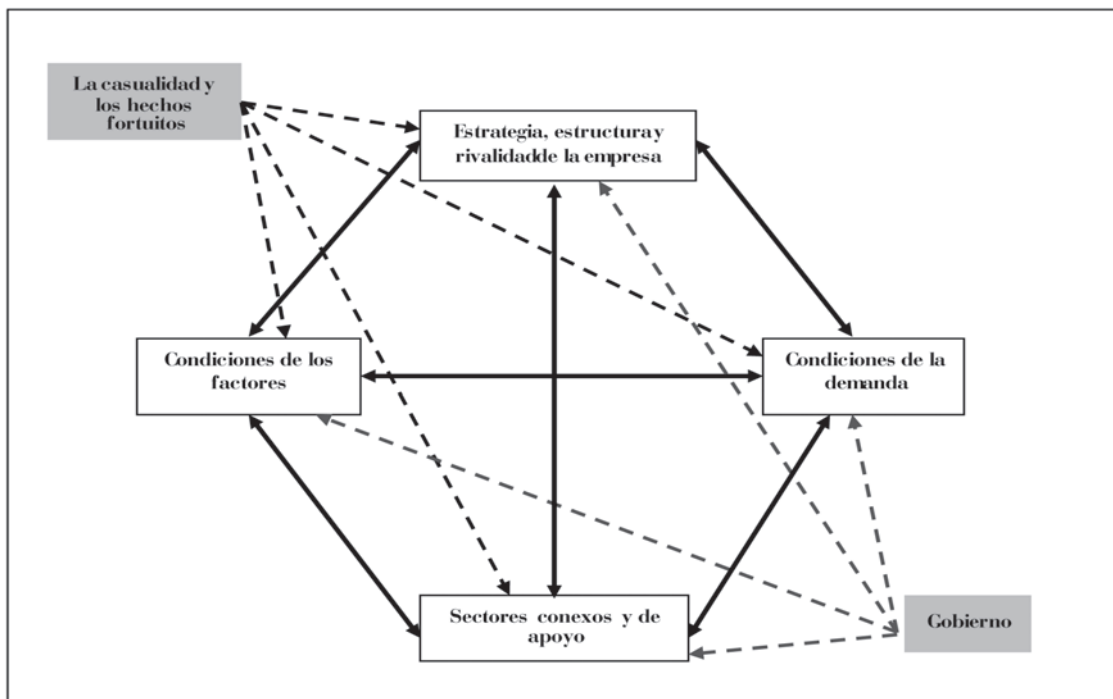 La casualidad y
los hechos
fortuitos
Estrategia, estructura y
rivalidadde la empresa
Condiciones de los
factores
Condiciones de la
demanda
Sectores conexos y de
apoyo
Gobierno